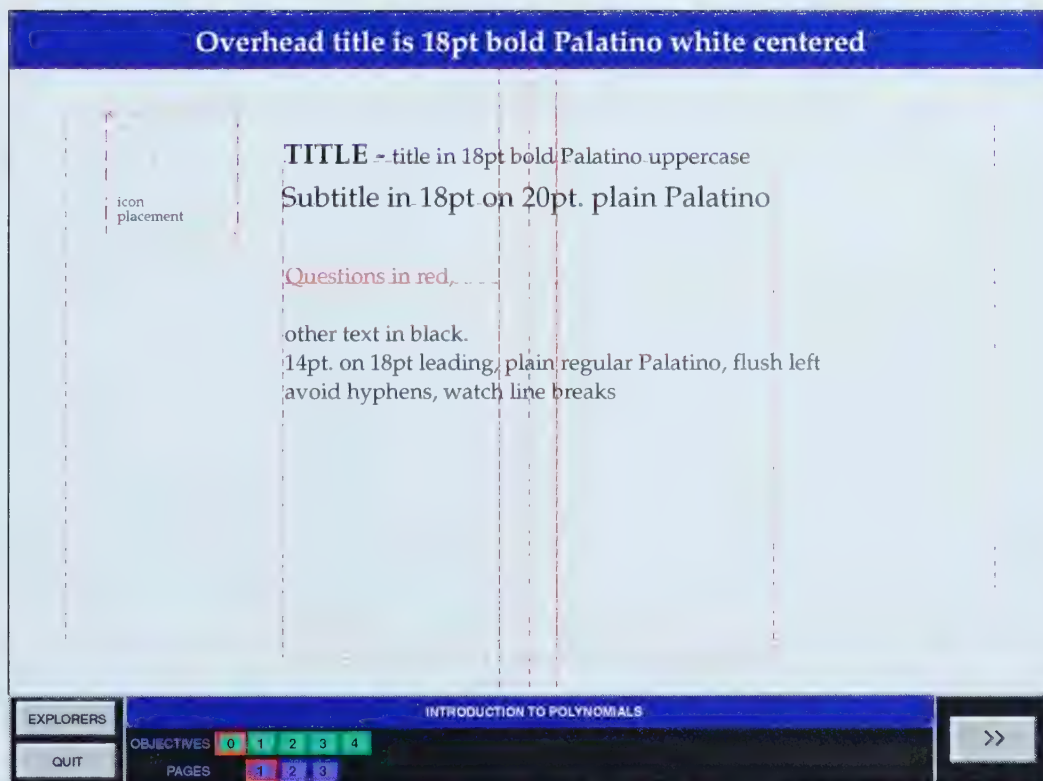 Overhead title is 18pt bold Palatino white centered
TITLE - title in 18pt bold Palatino uppercase
Subtitle in 18pt on 20pt. plain Palatino
icon
placement
Questions in red,
other text in black.
14pt. on 18pt leading, plain regular Palatino, flush left
avoid hyphens, watch line breaks
EXPLORERS
INTRODUCTION TO POLYNOMIALS
>>
OBJECTIVES 0 1 2 3 4
QUIT
PAGES 1 2 3